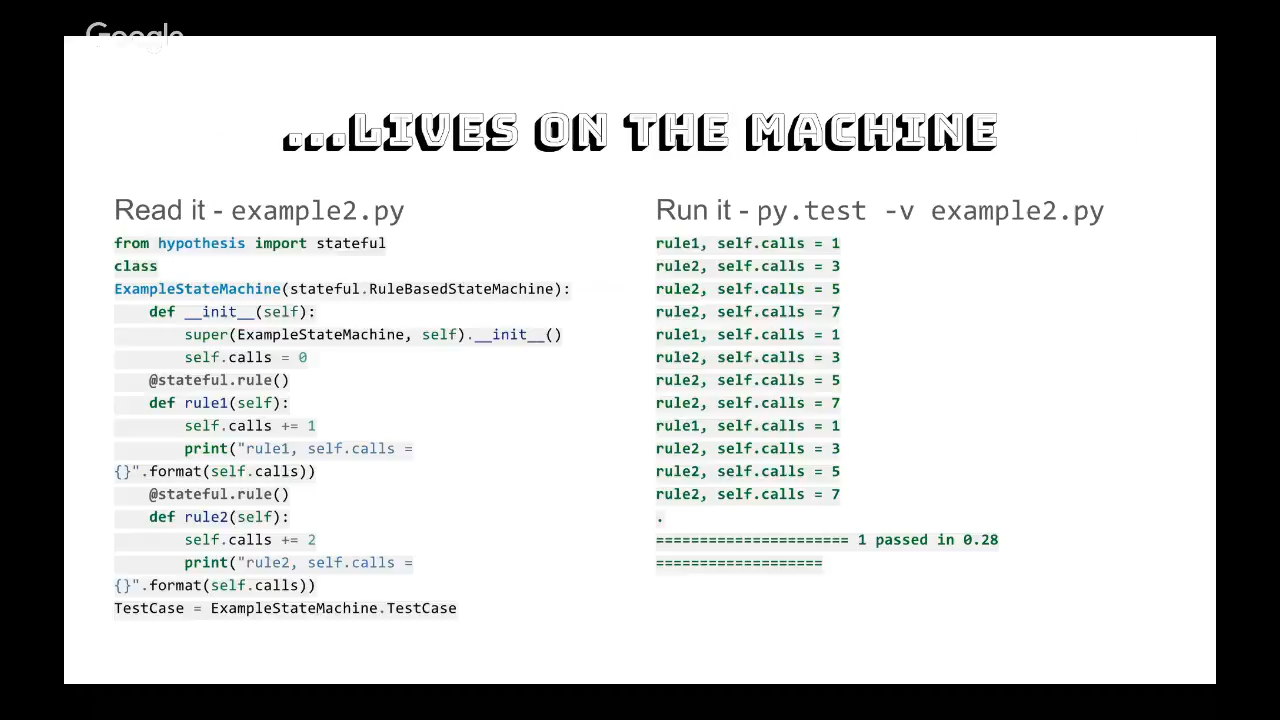 Google
...LIVES ON THE MACHINE
Read it - example2.py
from hypothesis import stateful
class
ExampleStateMachine(stateful.RuleBasedStateMachine):
    def __init__(self):
        super(ExampleStateMachine, self).__init__()
        self.calls = 0
    @stateful.rule()
    def rule1(self):
        self.calls += 1
        print("rule1, self.calls =
{}".format(self.calls))
    @stateful.rule()
    def rule2(self):
        self.calls += 2
        print("rule2, self.calls =
{}".format(self.calls))
TestCase = ExampleStateMachine.TestCase
Run it - py.test -v example2.py
rule1, self.calls = 1
rule2, self.calls = 3
rule2, self.calls = 5
rule2, self.calls = 7
rule1, self.calls = 1
rule2, self.calls = 3
rule2, self.calls = 5
rule2, self.calls = 7
rule1, self.calls = 1
rule2, self.calls = 3
rule2, self.calls = 5
rule2, self.calls = 7
.
====================== 1 passed in 0.28
===================